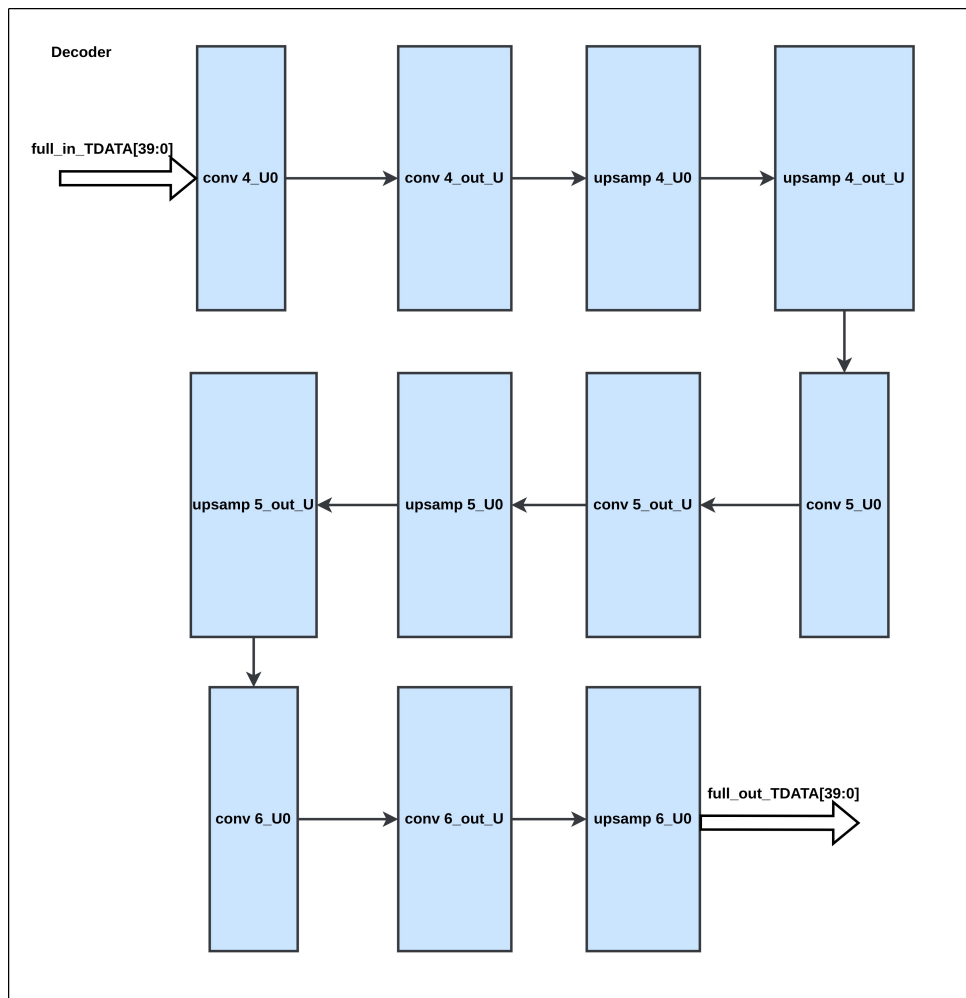 Decoder
full_in_TDATA[39:0]
conv 4_U0
conv 4_out_U
upsamp 4_U0
upsamp 4_out_U
upsamp 5_out_U
upsamp 5_U0
conv 5_out_U
conv 5_U0
full_out_TDATA[39:0]
conv 6_U0
conv 6_out_U
upsamp 6_U0